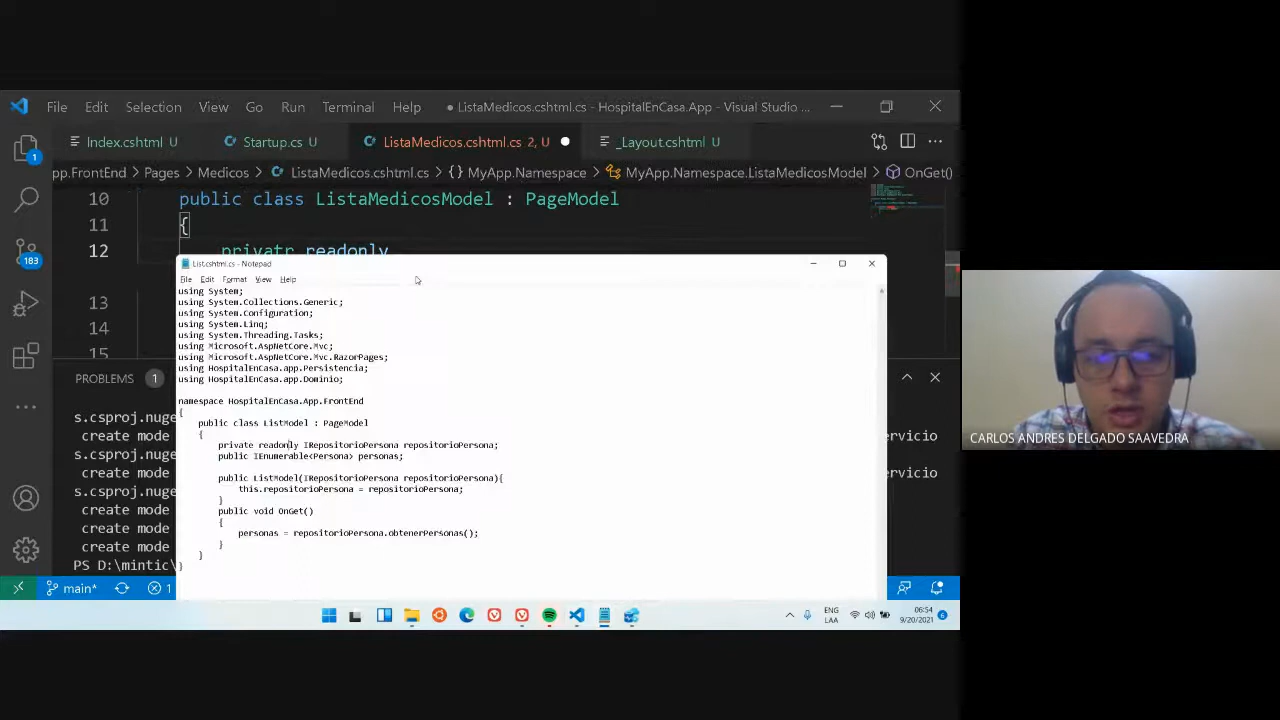 File Edit Selection View Go Run Terminal Help ● ListaMedicos.cshtml.cs - HospitalEnCasa.App - Visual Studio ...
Index.cshtml U Startup.cs U ListaMedicos.cshtml.cs 2, U ● _Layout.cshtml U
pp.FrontEnd > Pages > Medicos > ListaMedicos.cshtml.cs > {} MyApp.Namespace > MyApp.Namespace.ListaMedicosModel > OnGet()
10 public class ListaMedicosModel : PageModel
11 {
12 privatr readonly
13
14
15
1
183
List.cshtml.cs - Notepad
File Edit Format View Help
using System;
using System.Collections.Generic;
using System.Configuration;
using System.Linq;
using System.Threading.Tasks;
using Microsoft.AspNetCore.Mvc;
using Microsoft.AspNetCore.Mvc.RazorPages;
using HospitalEnCasa.app.Persistencia;
using HospitalEnCasa.app.Dominio;
namespace HospitalEnCasa.App.FrontEnd
{
public class ListModel : PageModel
{
private readonly IRepositorioPersona repositorioPersona;
public IEnumerable<Persona> personas;
public ListModel(IRepositorioPersona repositorioPersona){
this.repositorioPersona = repositorioPersona;
}
public void OnGet()
{
personas = repositorioPersona.obtenerPersonas();
}
}
}
PROBLEMS 1
s.csproj.nuge
create mode ervicio
s.csproj.nuge
create mode ervicio
s.csproj.nuge
create mode
create mode
create mode
PS D:\mintic\
main* 1
ENG
LAA
06:54
9/20/2021
6
CARLOS ANDRES DELGADO SAAVEDRA